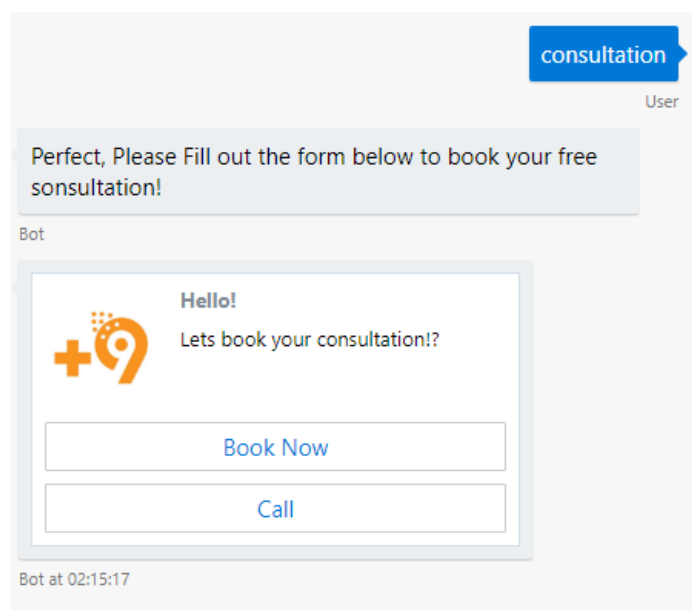 consultation
User
Perfect, Please Fill out the form below to book your free
sonsultation!
Bot
Hello!
+9
Lets book your consultation!?
Book Now
Call
Bot at 02:15:17